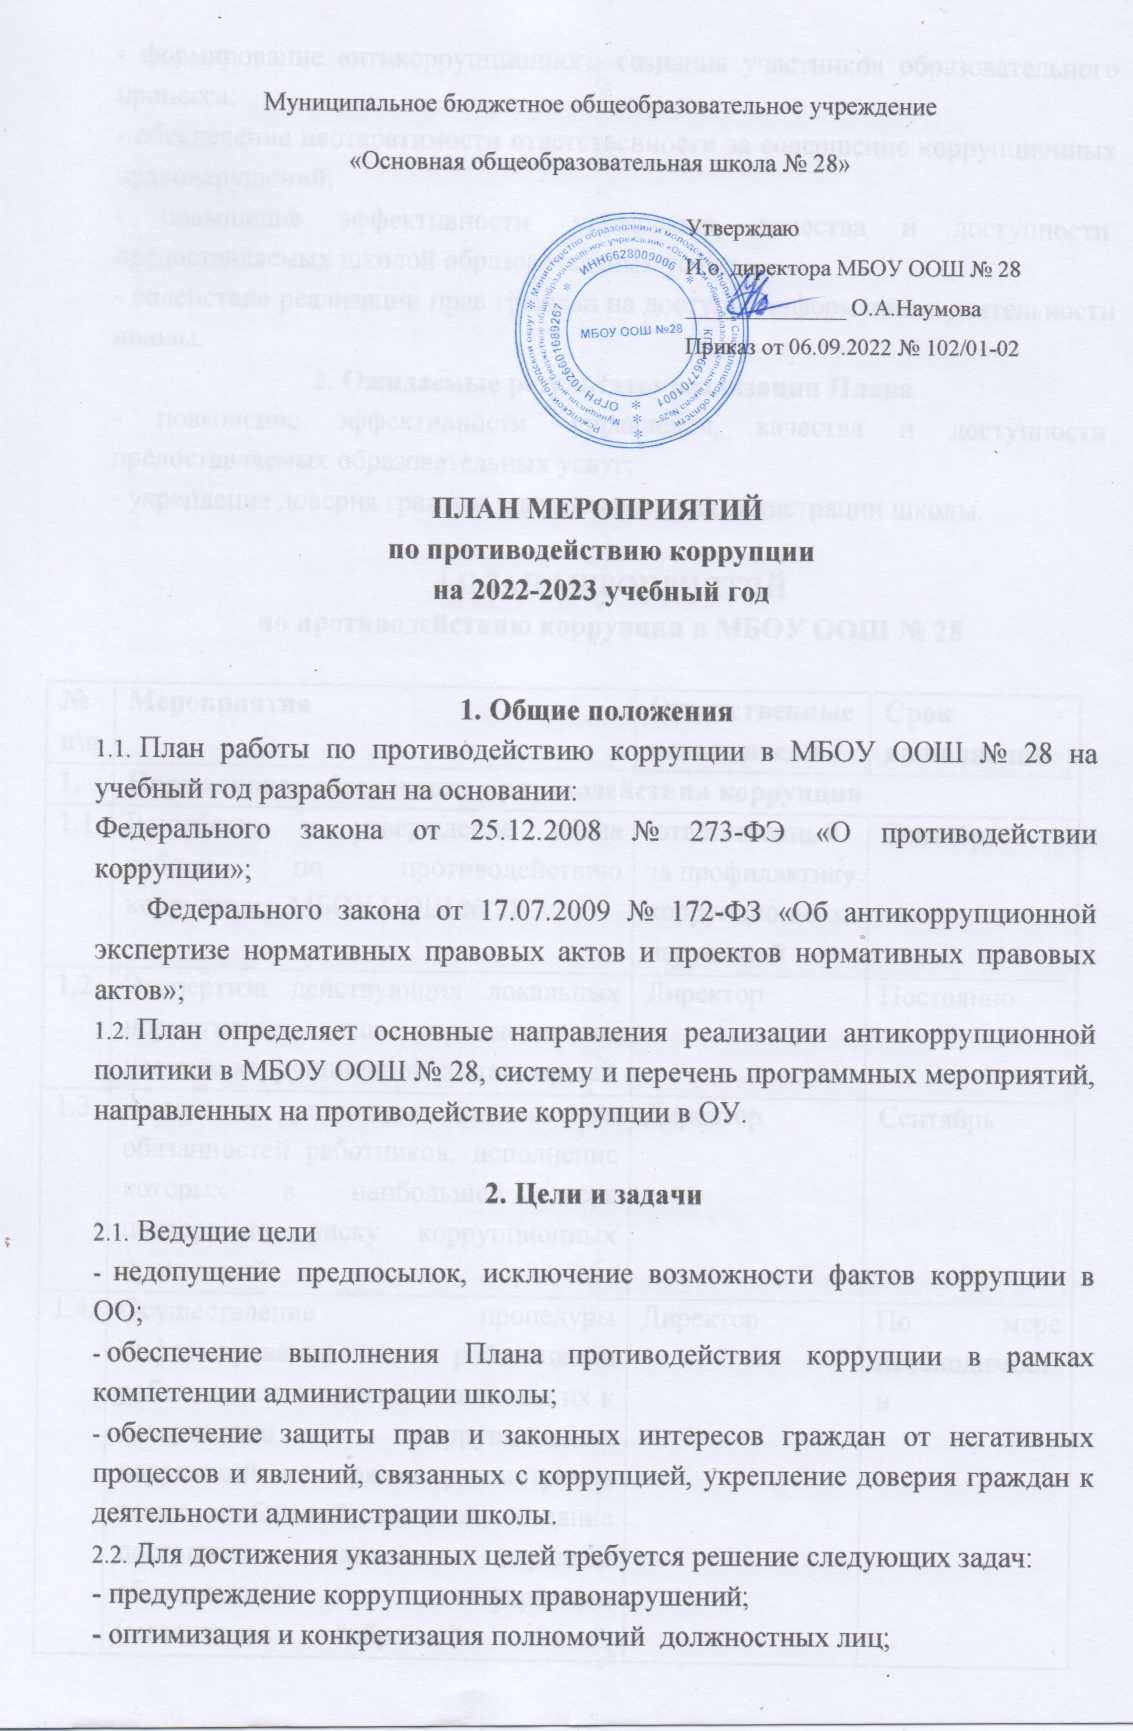 Муниципальное бюджетное общеобразовательное учреждение
«Основная общеобразовательная школа № 28»
Утверждаю
И.о. директора МБОУ ООШ № 28
О.А.Наумова
Приказ от 06.09.2022 № 102/01-02
ИНН6628009006
ОГРН 1026601689267
МБОУ ООШ №28
ПЛАН МЕРОПРИЯТИЙ
по противодействию коррупции
на 2022-2023 учебный год
1. Общие положения
1.1. План работы по противодействию коррупции в МБОУ ООШ № 28 на
учебный год разработан на основании:
Федерального закона от 25.12.2008 № 273-ФЭ «О противодействии
коррупции»;
Федерального закона от 17.07.2009 № 172-ФЗ «Об антикоррупционной
экспертизе нормативных правовых актов и проектов нормативных правовых
актов»;
1.2. План определяет основные направления реализации антикоррупционной
политики в МБОУ ООШ № 28, систему и перечень программных мероприятий,
направленных на противодействие коррупции в ОУ.
2. Цели и задачи
2.1. Ведущие цели
- недопущение предпосылок, исключение возможности фактов коррупции в
ОО;
- обеспечение выполнения Плана противодействия коррупции в рамках
компетенции администрации школы;
- обеспечение защиты прав и законных интересов граждан от негативных
процессов и явлений, связанных с коррупцией, укрепление доверия граждан к
деятельности администрации школы.
2.2. Для достижения указанных целей требуется решение следующих задач:
- предупреждение коррупционных правонарушений;
- оптимизация и конкретизация полномочий должностных лиц;